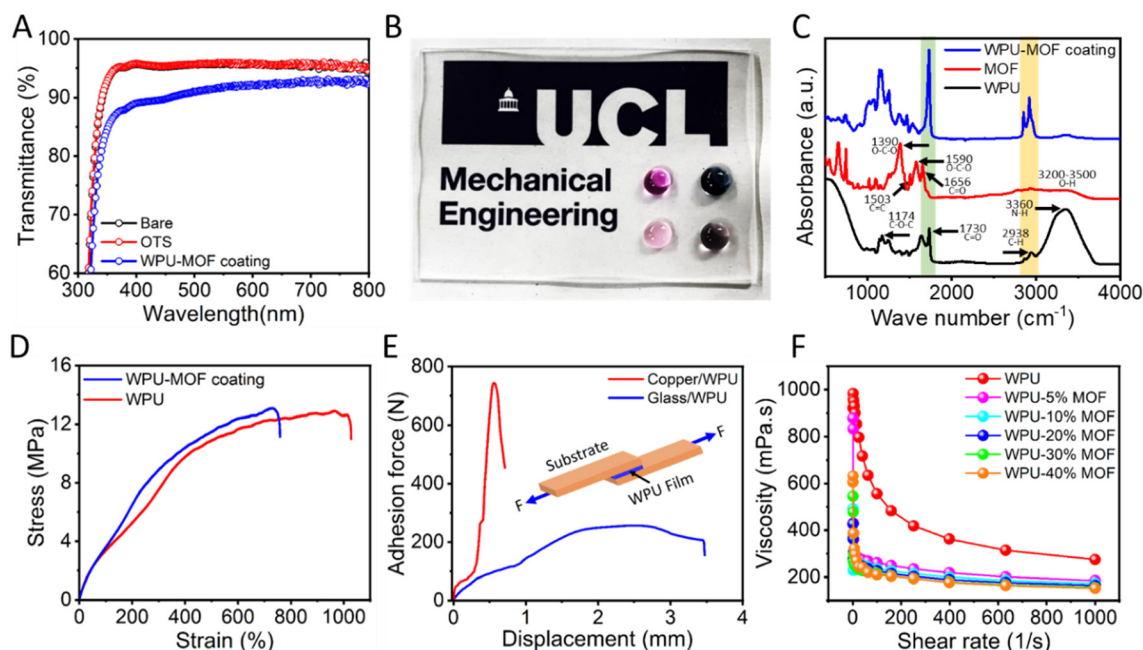 A
Transmittance (%)
100
90
80
70
60
Bare
OTS
WPU-MOF coating
300 400 500 600 700 800
Wavelength(nm)
B
UCL
Mechanical
Engineering
C
Absorbance (a.u.)
WPU-MOF coating
MOF
WPU
1390
O-C-O
1590
O-C-O
1656
C=O
1503
C=C
3200-3500
O-H
1174
C-O-C
1730
C=O
3360
N-H
2938
C-H
1000 2000 3000 4000
Wave number (cm⁻¹)
D
Stress (MPa)
16
12
8
4
0
WPU-MOF coating
WPU
0 200 400 600 800 1000
Strain (%)
E
Adhesion force (N)
800
600
400
200
0
Copper/WPU
Glass/WPU
Substrate
F
WPU Film
F
0 1 2 3 4
Displacement (mm)
F
Viscosity (mPa.s)
1000
800
600
400
200
WPU
WPU-5% MOF
WPU-10% MOF
WPU-20% MOF
WPU-30% MOF
WPU-40% MOF
0 200 400 600 800 1000
Shear rate (1/s)